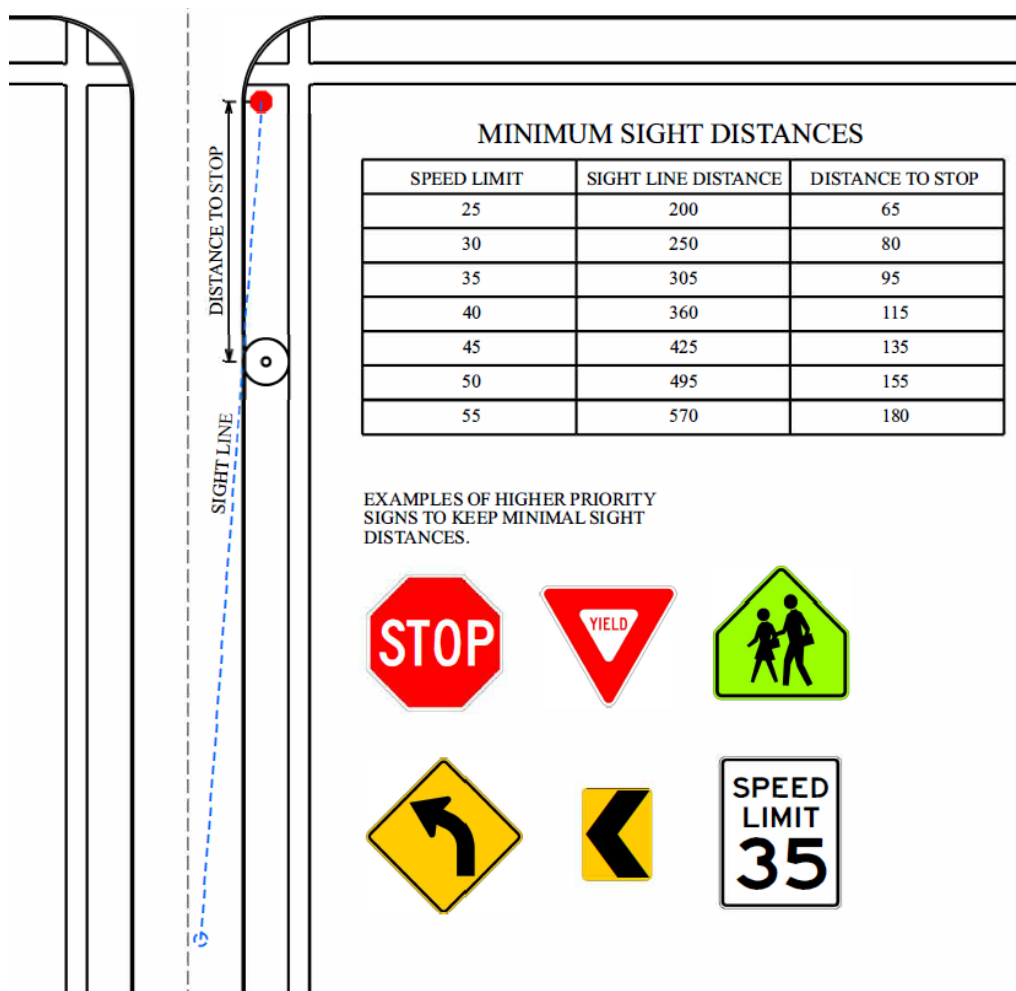 MINIMUM SIGHT DISTANCES
SPEED LIMIT SIGHT LINE DISTANCE DISTANCE TO STOP
25 200 65
30 250 80
35 305 95
40 360 115
45 425 135
50 495 155
55 570 180
DISTANCE TO STOP
SIGHT LINE
EXAMPLES OF HIGHER PRIORITY
SIGNS TO KEEP MINIMAL SIGHT
DISTANCES.
STOP
YIELD
SPEED
LIMIT
35